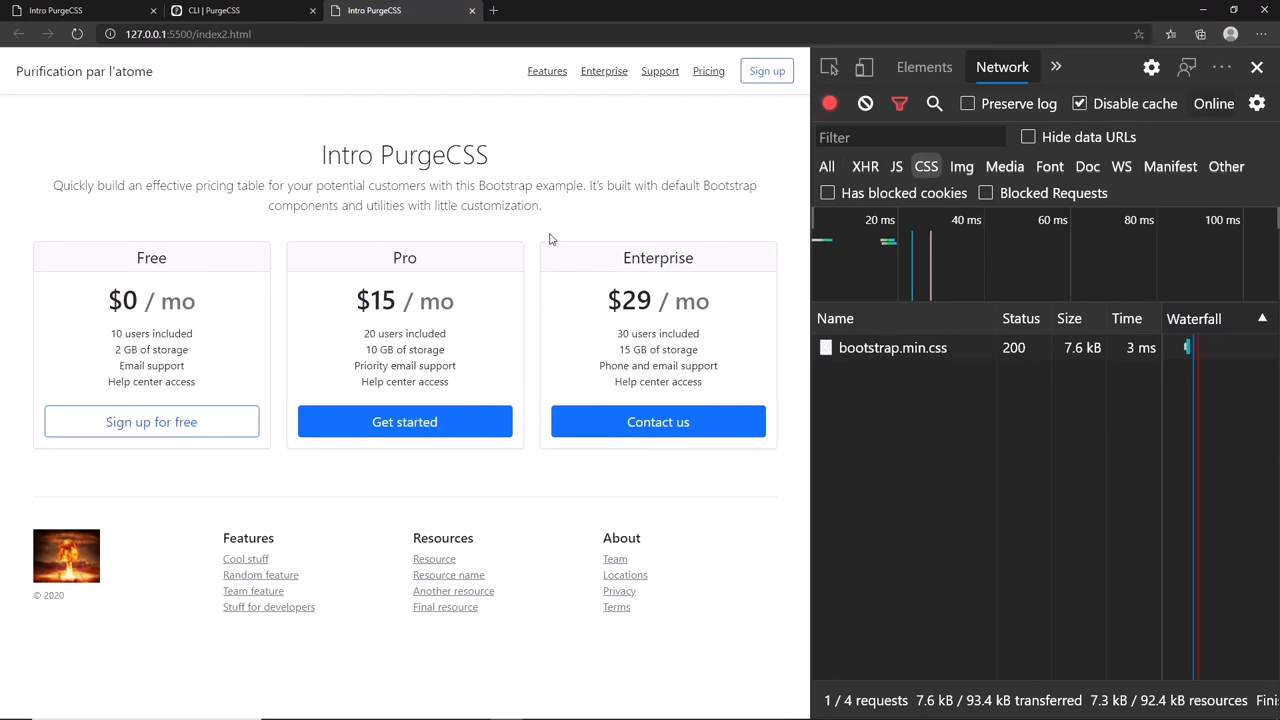 Intro PurgeCSS
CLI | PurgeCSS
Intro PurgeCSS
127.0.0.1:5500/index2.html
Purification par l'atome
Features
Enterprise
Support
Pricing
Sign up
Intro PurgeCSS
Quickly build an effective pricing table for your potential customers with this Bootstrap example. It's built with default Bootstrap
components and utilities with little customization.
Free
$0 / mo
10 users included
2 GB of storage
Email support
Help center access
Sign up for free
Pro
$15 / mo
20 users included
10 GB of storage
Priority email support
Help center access
Get started
Enterprise
$29 / mo
30 users included
15 GB of storage
Phone and email support
Help center access
Contact us
© 2020
Features
Cool stuff
Random feature
Team feature
Stuff for developers
Resources
Resource
Resource name
Another resource
Final resource
About
Team
Locations
Privacy
Terms
Elements
Network
Preserve log
Disable cache
Online
Filter
Hide data URLs
All XHR JS CSS Img Media Font Doc WS Manifest Other
Has blocked cookies
Blocked Requests
20 ms 40 ms 60 ms 80 ms 100 ms
Name Status Size Time Waterfall
bootstrap.min.css 200 7.6 kB 3 ms
1 / 4 requests 7.6 kB / 93.4 kB transferred 7.3 kB / 92.4 kB resources Fini